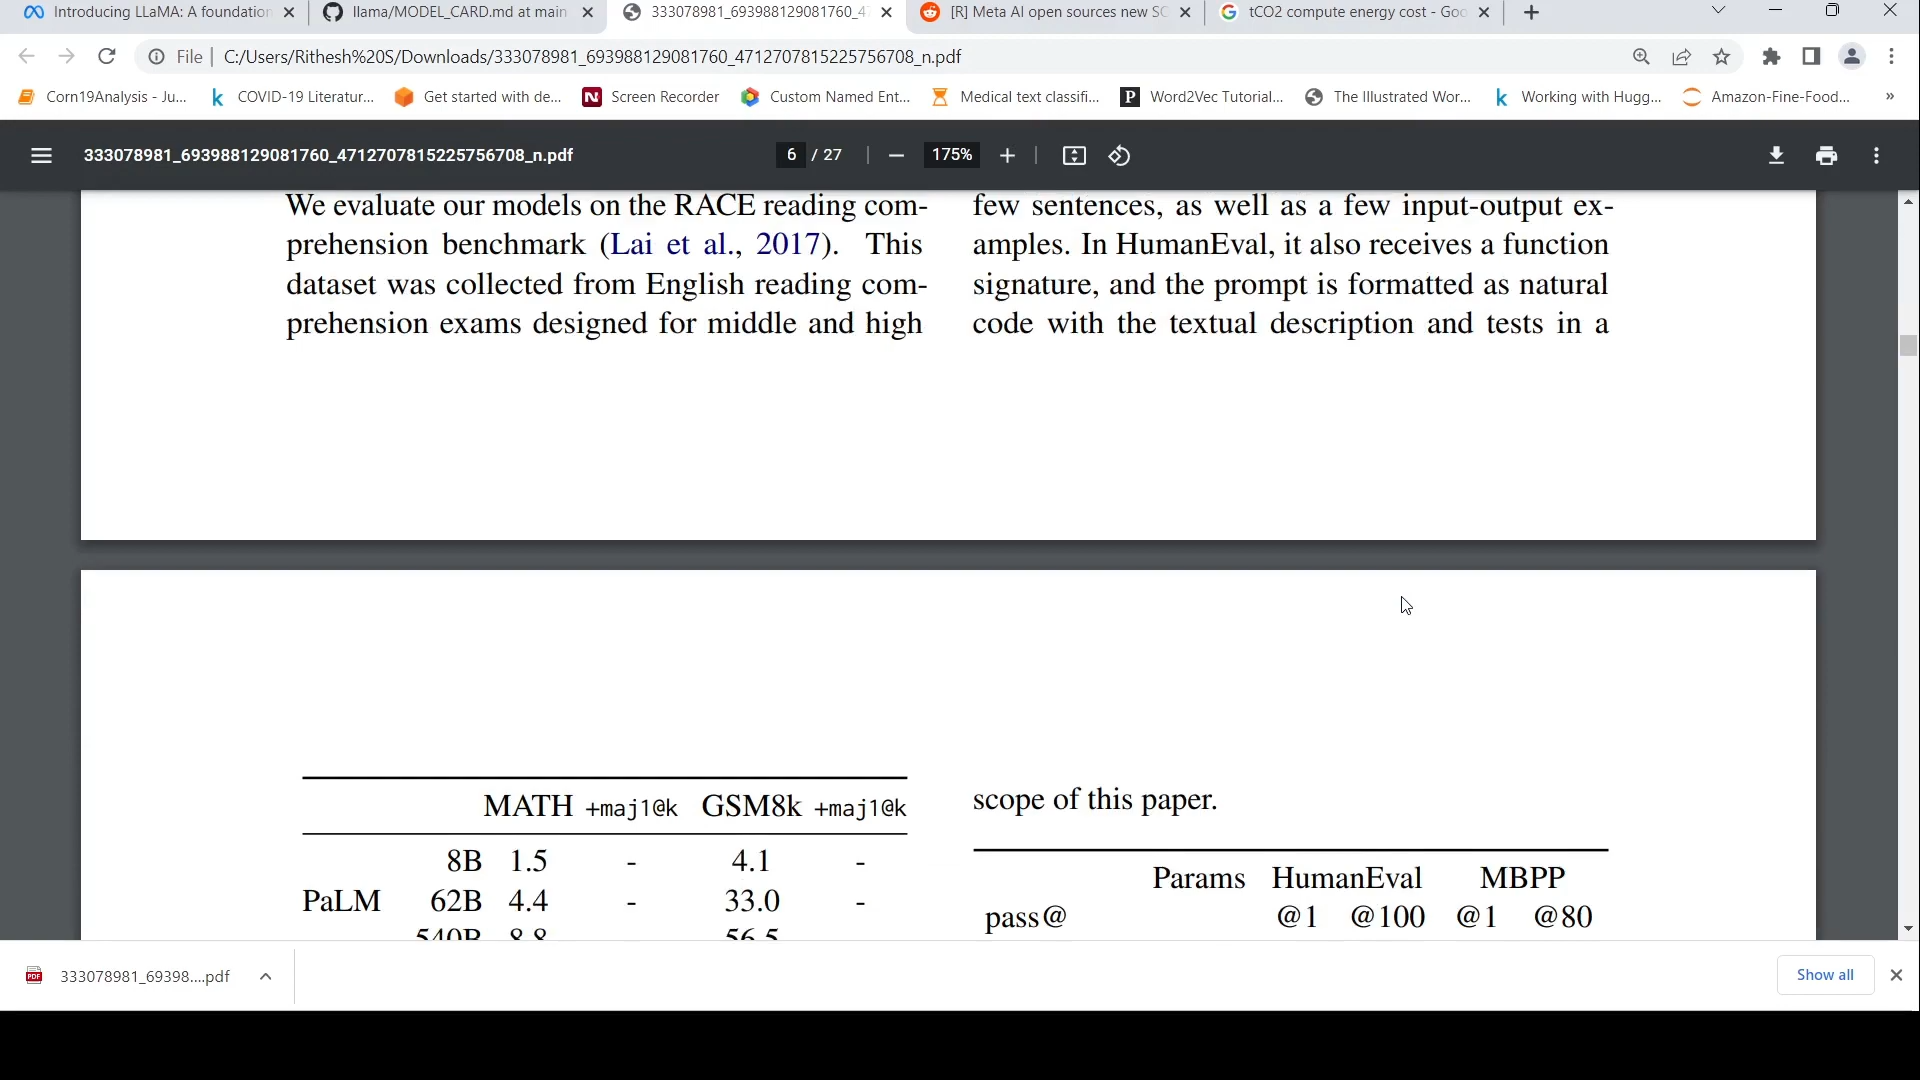 Introducing LLaMA: A foundation
llama/MODEL_CARD.md at main
333078981_693988129081760_47
[R] Meta AI open sources new SO
tCO2 compute energy cost - Goo
File | C:/Users/Rithesh%20S/Downloads/333078981_693988129081760_4712707815225756708_n.pdf
Corn19Analysis - Ju...
COVID-19 Literatur...
Get started with de...
Screen Recorder
Custom Named Ent...
Medical text classifi...
Word2Vec Tutorial...
The Illustrated Wor...
Working with Hugg...
Amazon-Fine-Food...
»
333078981_693988129081760_4712707815225756708_n.pdf
6 / 27
175%
We evaluate our models on the RACE reading com-
prehension benchmark (Lai et al., 2017). This
dataset was collected from English reading com-
prehension exams designed for middle and high
few sentences, as well as a few input-output ex-
amples. In HumanEval, it also receives a function
signature, and the prompt is formatted as natural
code with the textual description and tests in a
MATH +maj1@k GSM8k +maj1@k
8B 1.5 - 4.1 -
PaLM 62B 4.4 - 33.0 -
540B 8.8 56.5
scope of this paper.
Params HumanEval MBPP
pass@ @1 @100 @1 @80
333078981_69398....pdf
Show all